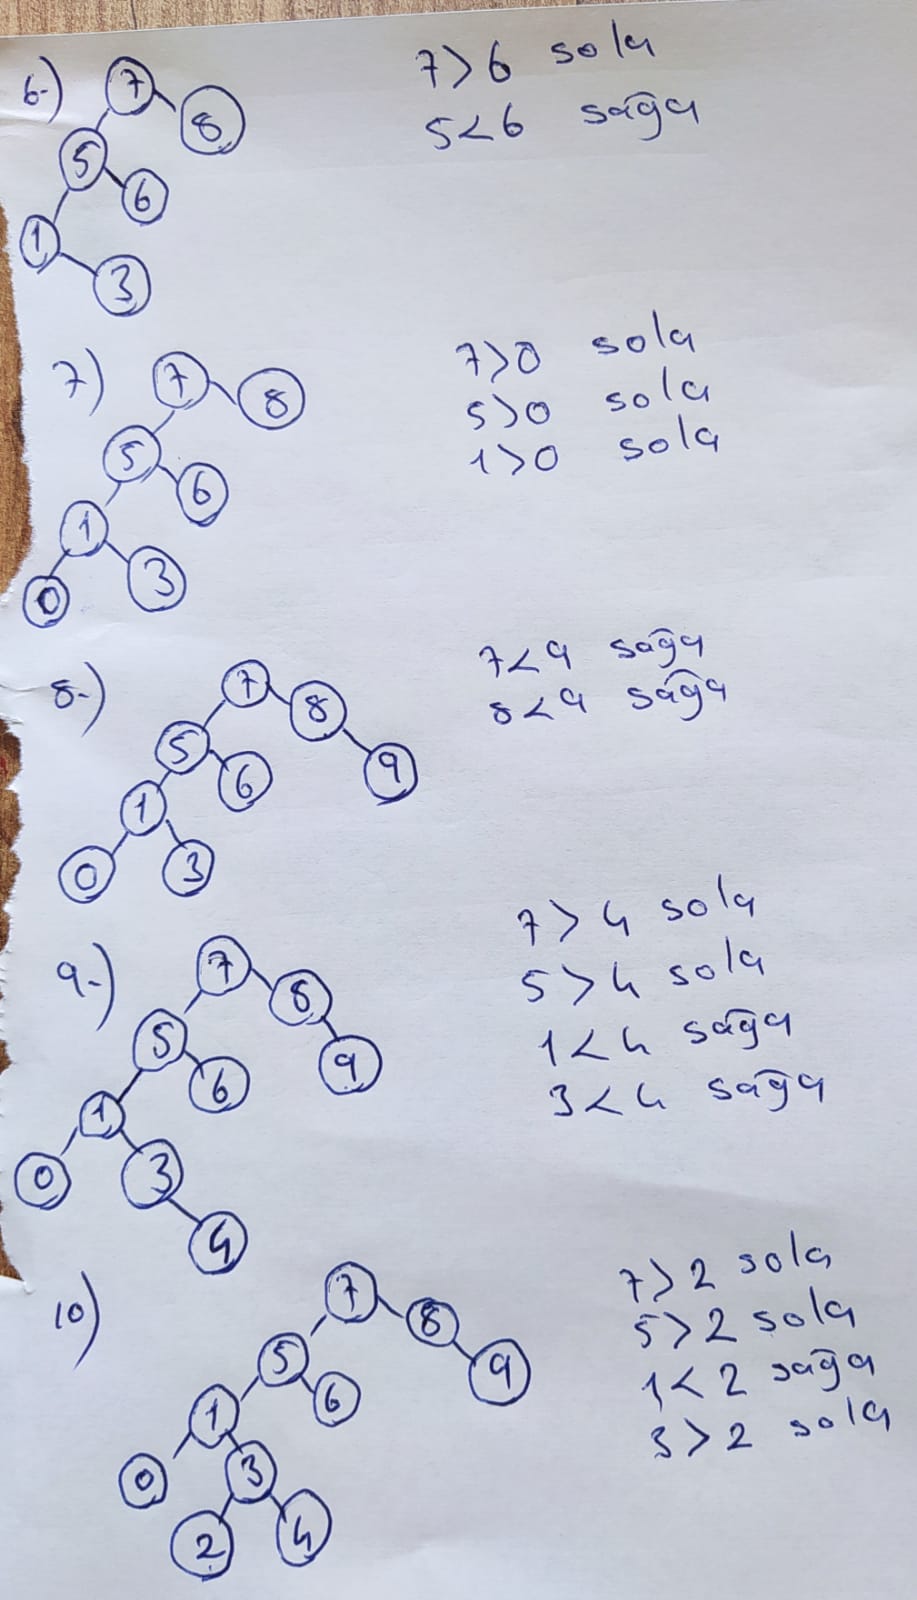 6-) 7 8 7>6 sola
5 6 5<6 sağa
1 3
7) 7 8 7>0 sola
5 6 5>0 sola
1 3 1>0 sola
0
8-) 7 8 7<9 sağa
5 6 9 8<9 sağa
1
0 3
9-) 7 8 7>4 sola
5 6 9 5>4 sola
1 1<4 sağa
0 3 3<4 sağa
4
10) 7 8 7>2 sola
5 6 9 5>2 sola
1 1<2 sağa
0 3 3>2 sola
2 4